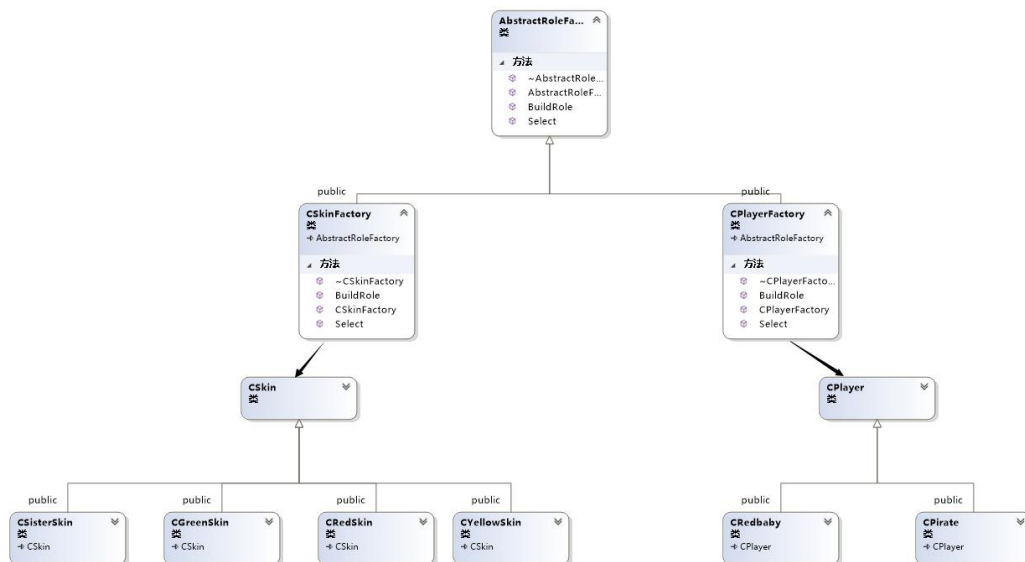 AbstractRoleFa...
类
方法
~AbstractRole...
AbstractRoleF...
BuildRole
Select
public
public
CSkinFactory
类
AbstractRoleFactory
方法
~CSkinFactory
BuildRole
CSkinFactory
Select
CPlayerFactory
类
AbstractRoleFactory
方法
~CPlayerFacto...
BuildRole
CPlayerFactory
Select
CSkin
类
CPlayer
类
public
public
public
public
public
public
CSisterSkin
类
CSkin
CGreenSkin
类
CSkin
CRedSkin
类
CSkin
CYellowSkin
类
CSkin
CRedbaby
类
CPlayer
CPirate
类
CPlayer